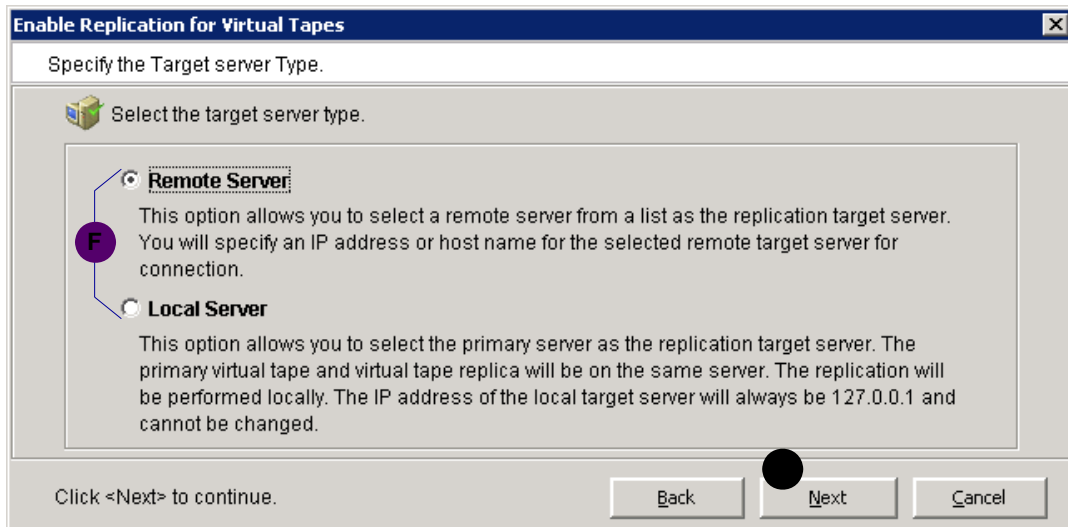 Enable Replication for Virtual Tapes
Specify the Target server Type.
Select the target server type.
Remote Server
This option allows you to select a remote server from a list as the replication target server.
You will specify an IP address or host name for the selected remote target server for
connection.
F
Local Server
This option allows you to select the primary server as the replication target server. The
primary virtual tape and virtual tape replica will be on the same server. The replication will
be performed locally. The IP address of the local target server will always be 127.0.0.1 and
cannot be changed.
Click <Next> to continue.
Back
Next
Cancel